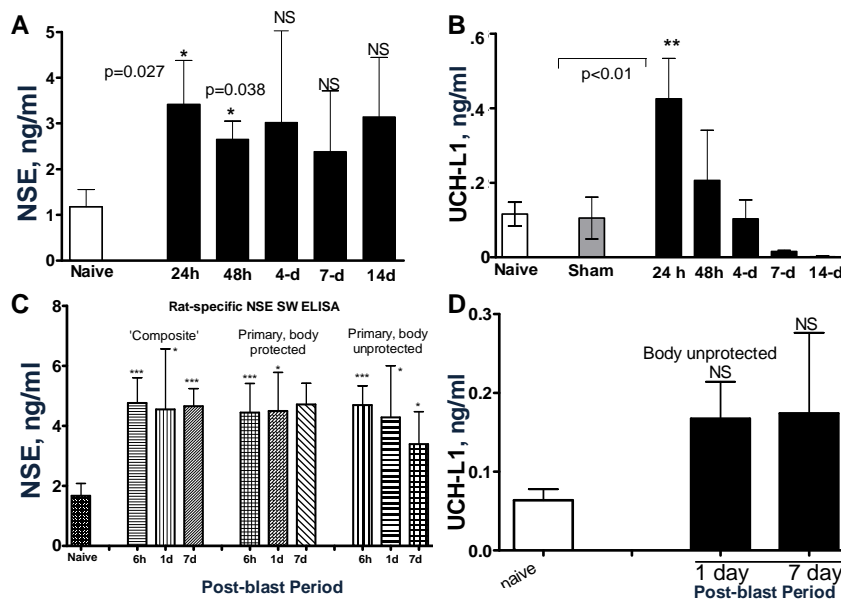 A
NS
*
p=0.027
p=0.038
*
NS
NS
NSE, ng/ml
5
4
3
2
1
0
Naive
24h
48h
4-d
7-d
14d
B
**
p<0.01
UCH-L1, ng/ml
.6
.4
.2
0
Naive
Sham
24 h
48h
4-d
7-d
14-d
C
Rat-specific NSE SW ELISA
'Composite'
Primary, body
protected
Primary, body
unprotected
***
*
***
***
*
***
*
*
NSE, ng/ml
8
6
4
2
0
Naive
6h
1d
7d
6h
1d
7d
6h
1d
7d
Post-blast Period
D
Body unprotected
NS
NS
UCH-L1, ng/ml
0.3
0.2
0.1
0.0
naive
1 day
7 day
Post-blast Period